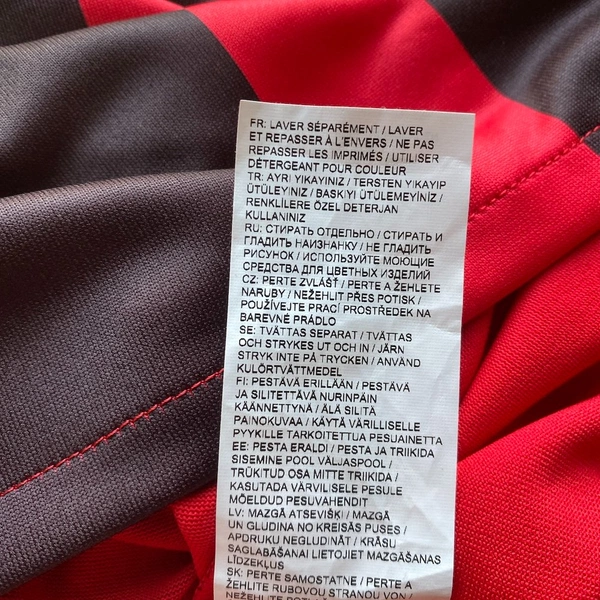 FR: LAVER SÉPARÉMENT / LAVER
ET REPASSER À L'ENVERS / NE PAS
REPASSER LES IMPRIMÉS / UTILISER
DÉTERGEANT POUR COULEUR
TR: AYRI YIKAYINIZ / TERSTEN YIKAYIP
ÜTÜLEYINIZ / BASKIYI ÜTÜLEMEYİNİZ /
RENKLİLERE ÖZEL DETERJAN
KULLANINIZ
RU: СТИРАТЬ ОТДЕЛЬНО / СТИРАТЬ И
ГЛАДИТЬ НАИЗНАНКУ / НЕ ГЛАДИТЬ
РИСУНОК / ИСПОЛЬЗУЙТЕ МОЮЩИЕ
СРЕДСТВА ДЛЯ ЦВЕТНЫХ ИЗДЕЛИЙ
CZ: PERTE ZVLÁŠŤ / PERTE A ŽEHLETE
NARUBY / NEŽEHLIT PŘES POTISK /
POUŽÍVEJTE PRACÍ PROSTŘEDEK NA
BAREVNÉ PRÁDLO
SE: TVÄTTAS SEPARAT / TVÄTTAS
OCH STRYKES UT OCH IN / JÄRN
STRYK INTE PÅ TRYCKEN / ANVÄND
KULÖRTVÄTTMEDEL
FI: PESTÄVÄ ERILLÄÄN / PESTÄVÄ
JA SILITETTÄVÄ NURINPÄIN
KÄÄNNETTYNÄ / ÄLÄ SILITÄ
PAINOKUVAA / KÄYTÄ VÄRILLISELLE
PYYKILLE TARKOITETTUA PESUAINETTA
EE: PESTA ERALDI / PESTA JA TRIIKIDA
SISEMINE POOL VÄLJASPOOL /
TRÜKITUD OSA MITTE TRIIKIDA /
KASUTADA VÄRVILISELE PESULE
MÕELDUD PESUVAHENDIT
LV: MAZGĀ ATSEVIŠĶI / MAZGĀ
UN GLUDINA NO KREISĀS PUSES /
APDRUKU NEGLUDINĀT / KRĀSU
SAGLABĀŠANAI LIETOJIET MAZGĀŠANAS
LĪDZEKĻUS
SK: PERTE SAMOSTATNE / PERTE A
ŽEHLITE RUBOVOU STRANOU VON /